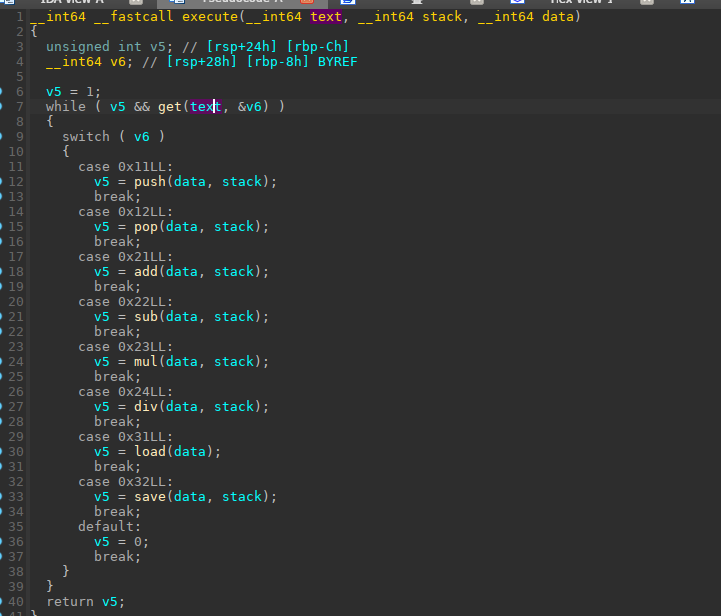 __int64 __fastcall execute(__int64 text, __int64 stack, __int64 data)
2 {
3 unsigned int v5; // [rsp+24h] [rbp-Ch]
4 __int64 v6; // [rsp+28h] [rbp-8h] BYREF
5
6 v5 = 1;
7 while ( v5 && get(text, &v6) )
8 {
9 switch ( v6 )
10 {
11 case 0x11LL:
12 v5 = push(data, stack);
13 break;
14 case 0x12LL:
15 v5 = pop(data, stack);
16 break;
17 case 0x21LL:
18 v5 = add(data, stack);
19 break;
20 case 0x22LL:
21 v5 = sub(data, stack);
22 break;
23 case 0x23LL:
24 v5 = mul(data, stack);
25 break;
26 case 0x24LL:
27 v5 = div(data, stack);
28 break;
29 case 0x31LL:
30 v5 = load(data);
31 break;
32 case 0x32LL:
33 v5 = save(data, stack);
34 break;
35 default:
36 v5 = 0;
37 break;
38 }
39 }
40 return v5;
41 }